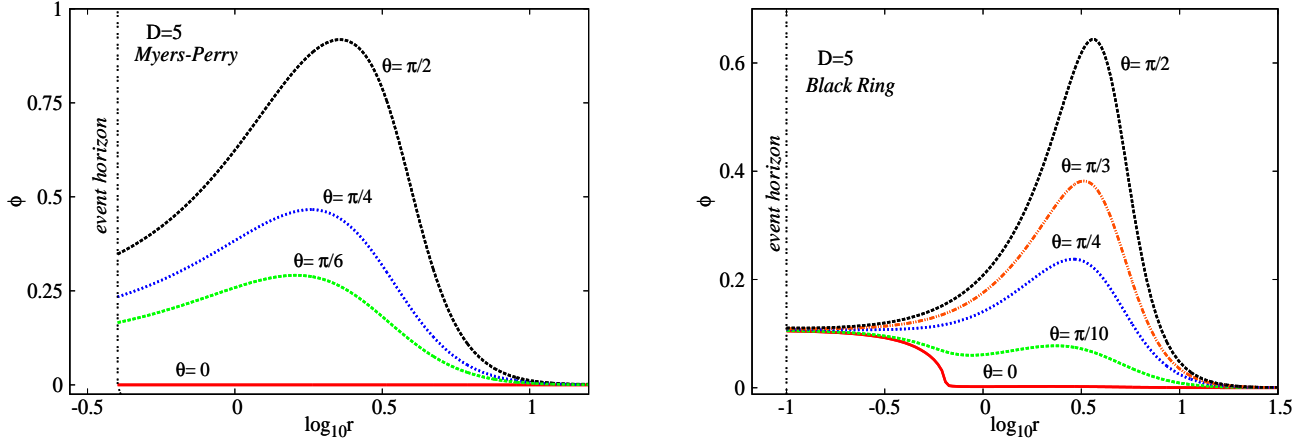 1
0.75
0.5
0.25
0
ϕ
D=5
Myers-Perry
event horizon
θ= π/2
θ= π/4
θ= π/6
θ= 0
-0.5
0
0.5
1
log10r
0.6
0.4
0.2
0
ϕ
D=5
Black Ring
event horizon
θ= π/2
θ= π/3
θ= π/4
θ= π/10
θ= 0
-1
-0.5
0
0.5
1
1.5
log10r